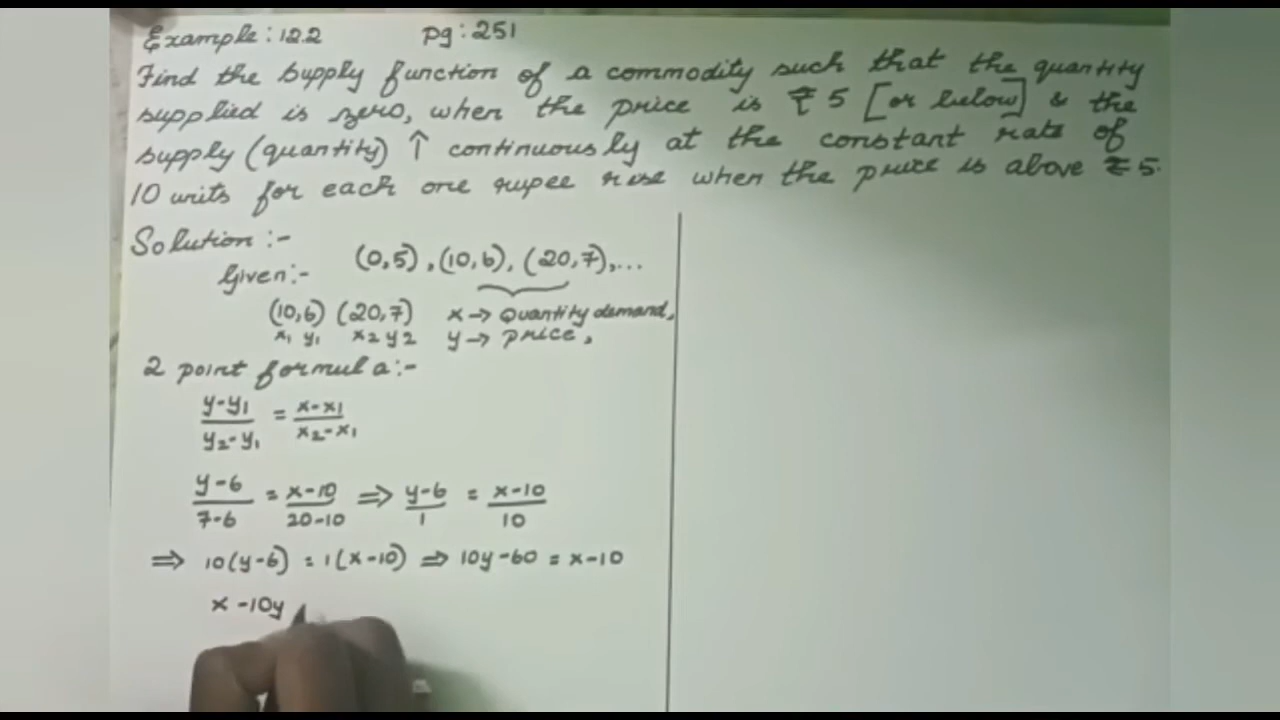 Example: 12.2 pg: 251
Find the supply function of a commodity such that the quantity
supplied is zero, when the price is ₹ 5 [or below] & the
supply (quantity) ↑ continuously at the constant rate of
10 units for each one rupee rise when the price is above ₹ 5.
Solution :-
Given:- (0,5), (10,6), (20,7),...
(10,6) (20,7) x → Quantity demand,
x₁ y₁ x₂ y₂ y → price,
2 point formula:-
y-y₁/y₂-y₁ = x-x₁/x₂-x₁
y-6/7-6 = x-10/20-10 ⇒ y-6/1 = x-10/10
⇒ 10(y-6) = 1(x-10) ⇒ 10y-60 = x-10
x -10y